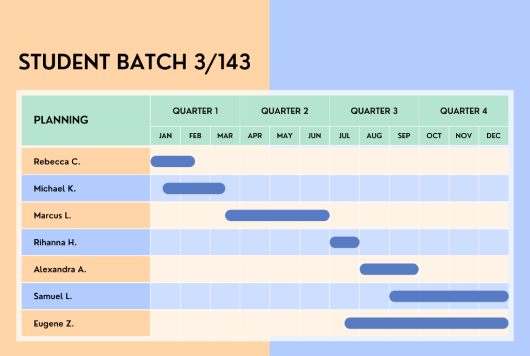 STUDENT BATCH 3/143
PLANNING
QUARTER 1 QUARTER 2 QUARTER 3 QUARTER 4
JAN FEB MAR APR MAY JUN JUL AUG SEP OCT NOV DEC
Rebecca C.
Michael K.
Marcus L.
Rihanna H.
Alexandra A.
Samuel L.
Eugene Z.